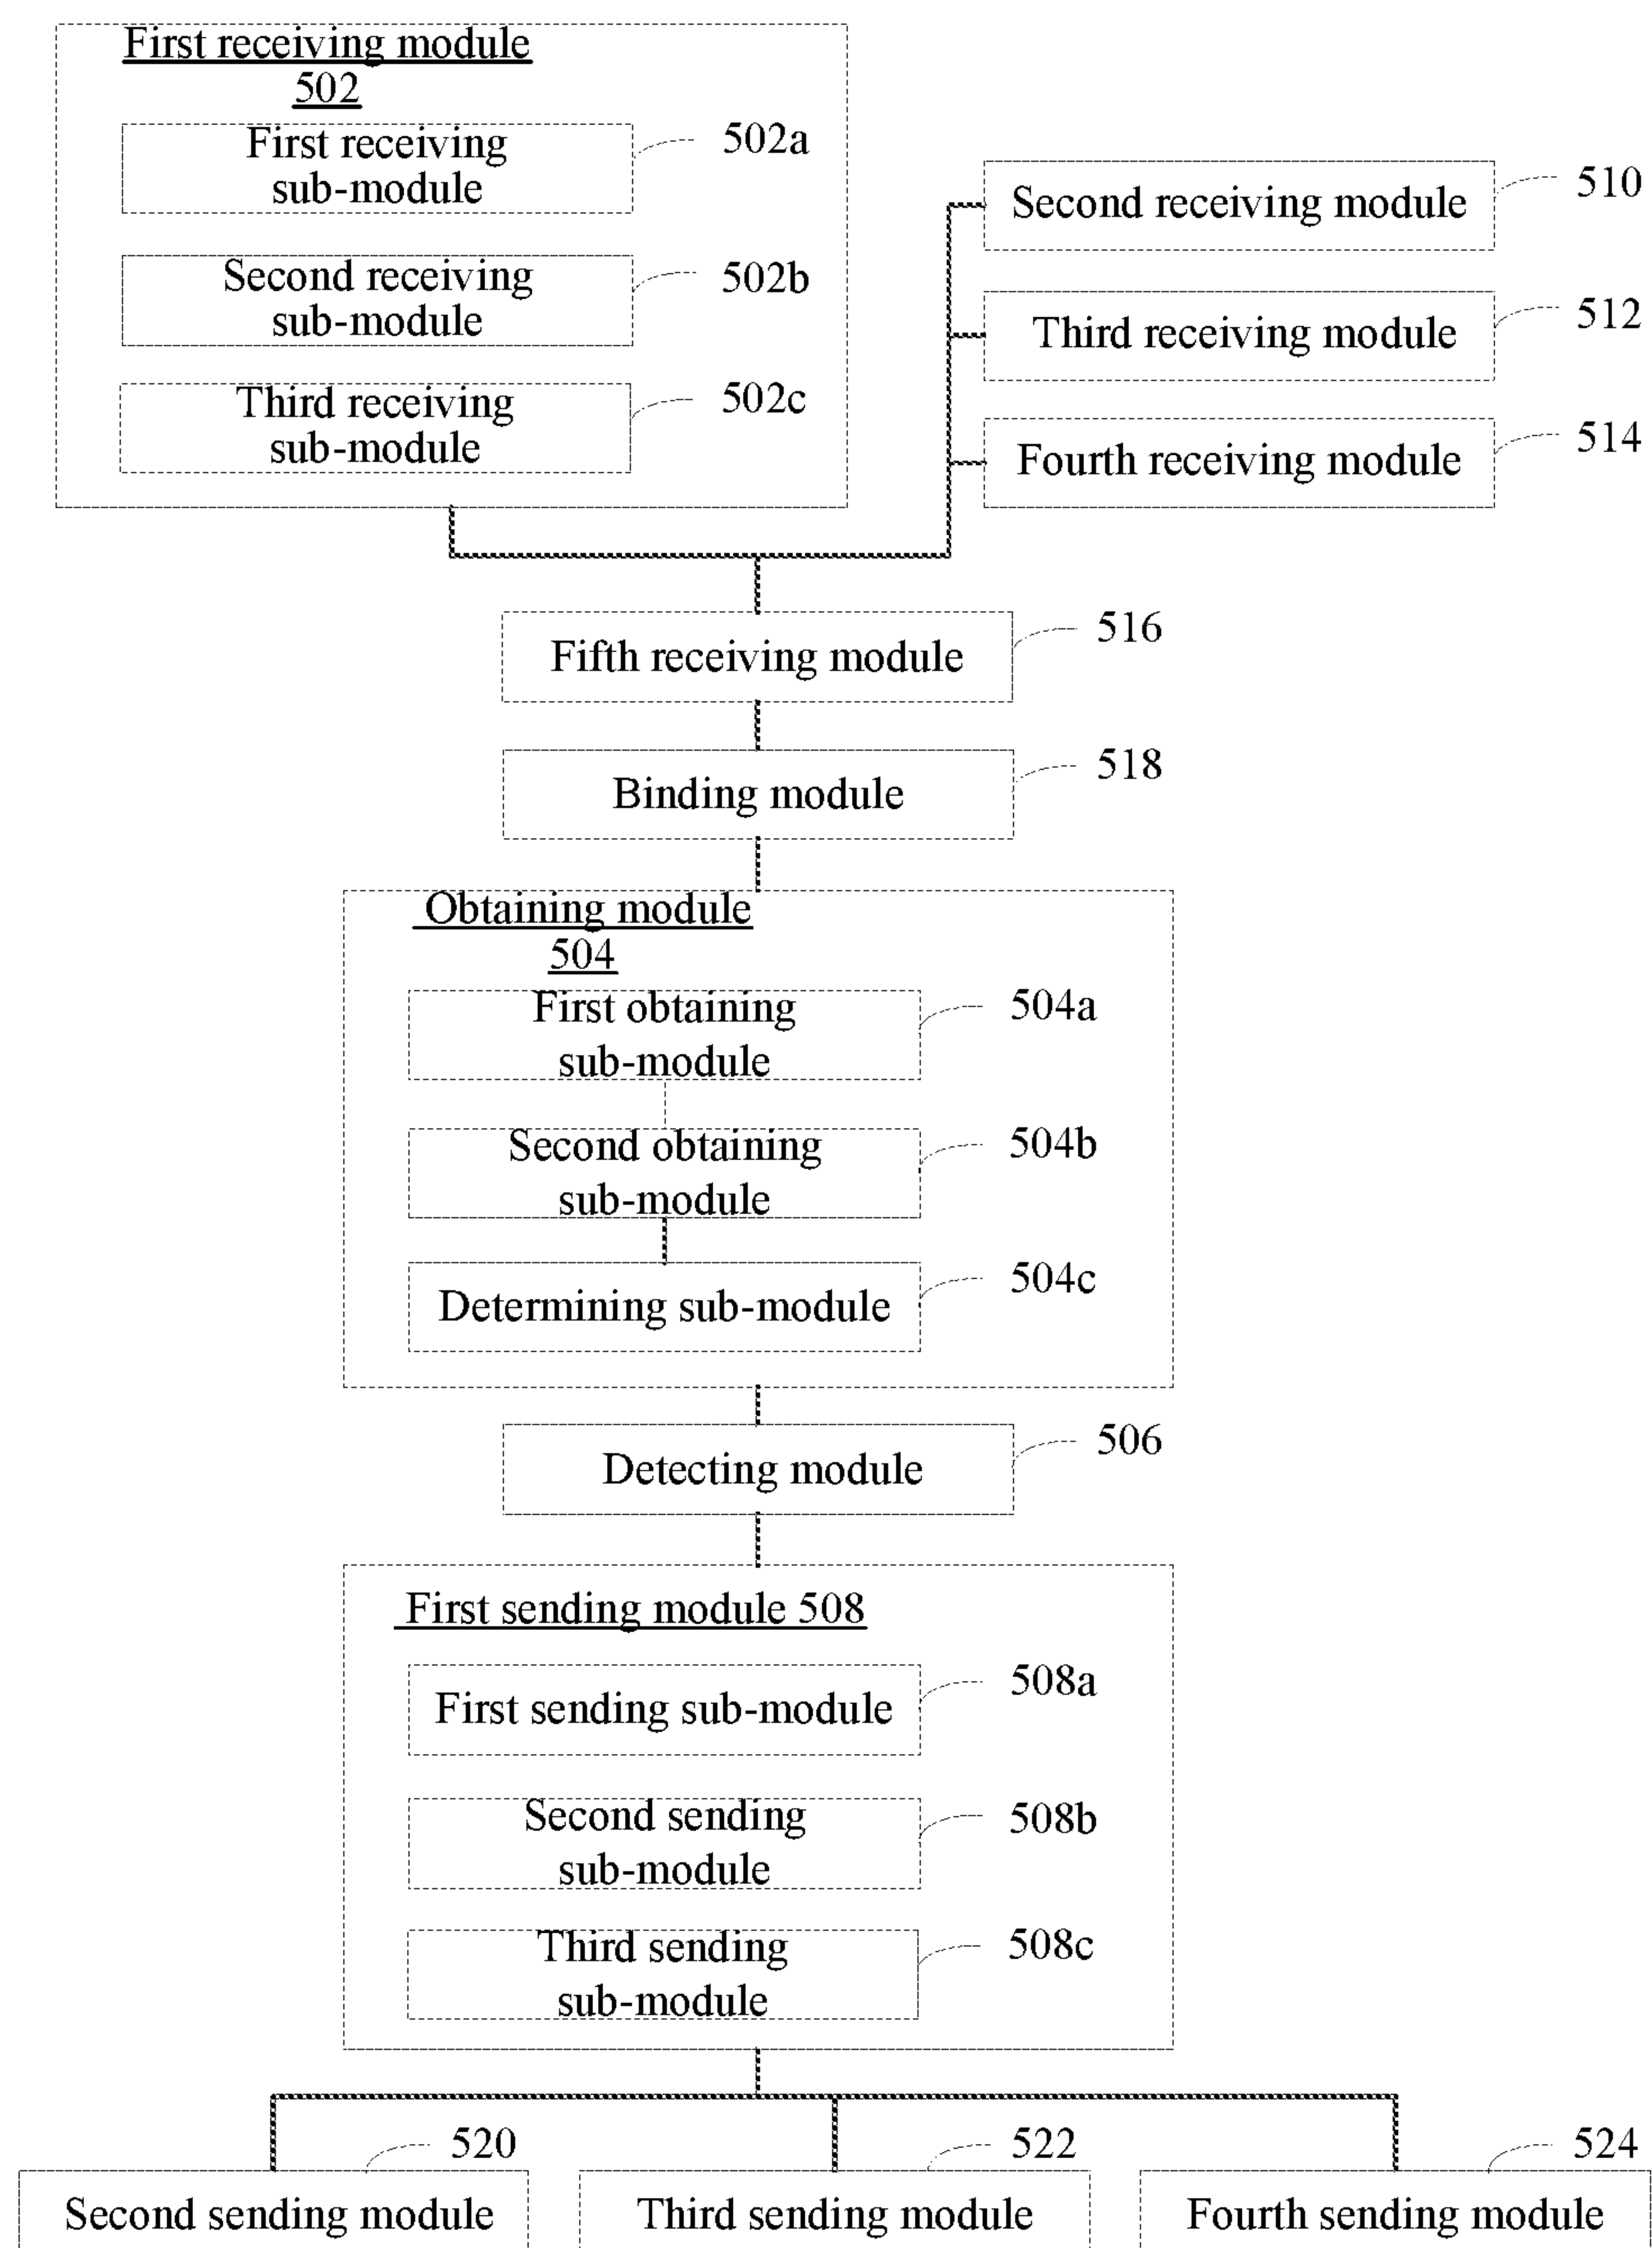 First receiving module
502
First receiving
sub-module
502a
Second receiving
sub-module
502b
Third receiving
sub-module
502c
Second receiving module
510
Third receiving module
512
Fourth receiving module
514
Fifth receiving module
516
Binding module
518
Obtaining module
504
First obtaining
sub-module
504a
Second obtaining
sub-module
504b
Determining sub-module
504c
Detecting module
506
First sending module 508
First sending sub-module
508a
Second sending
sub-module
508b
Third sending
sub-module
508c
520
522
524
Second sending module
Third sending module
Fourth sending module